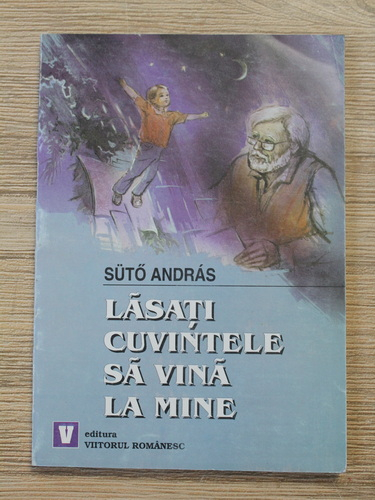 SÜTŐ ANDRÁS
LĂSAȚI
CUVINTELE
SĂ VINĂ
LA MINE
V editura
VIITORUL ROMÂNESC